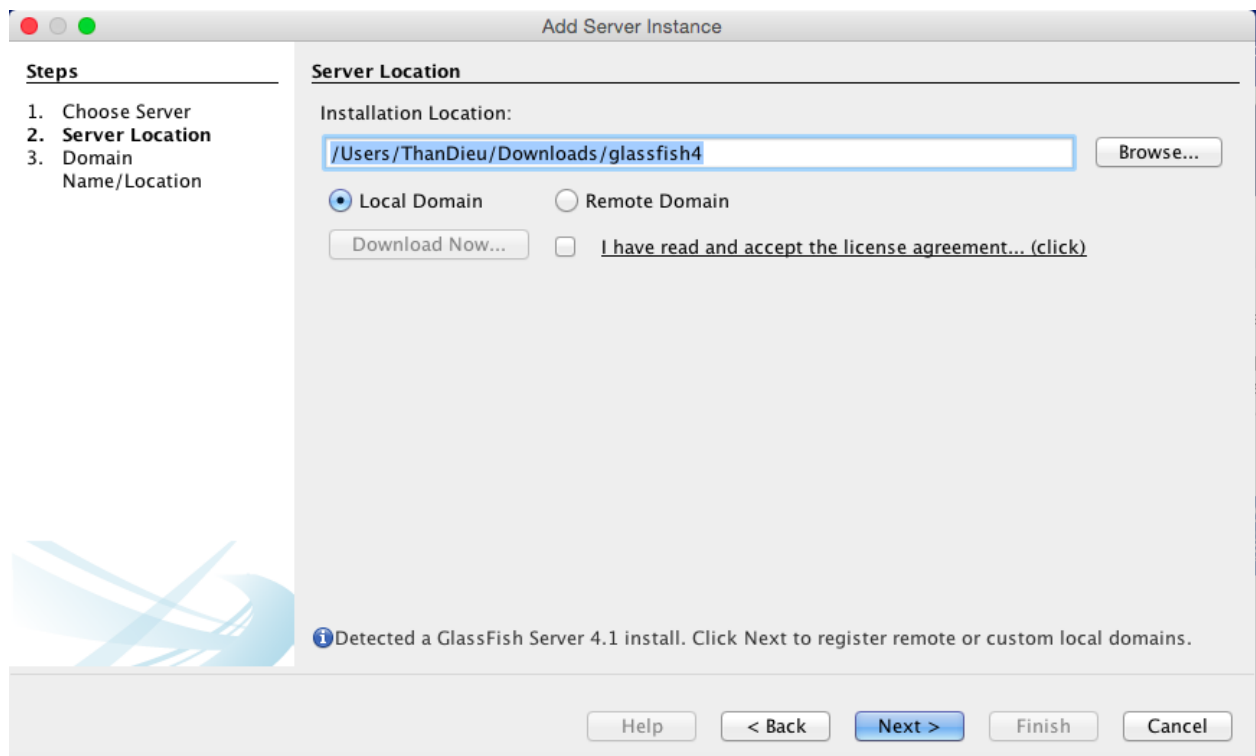 Add Server Instance
Steps
1. Choose Server
2. Server Location
3. Domain
Name/Location
Server Location
Installation Location:
/Users/ThanDieu/Downloads/glassfish4
Browse...
Local Domain
Remote Domain
Download Now...
I have read and accept the license agreement... (click)
Detected a GlassFish Server 4.1 install. Click Next to register remote or custom local domains.
Help
< Back
Next >
Finish
Cancel